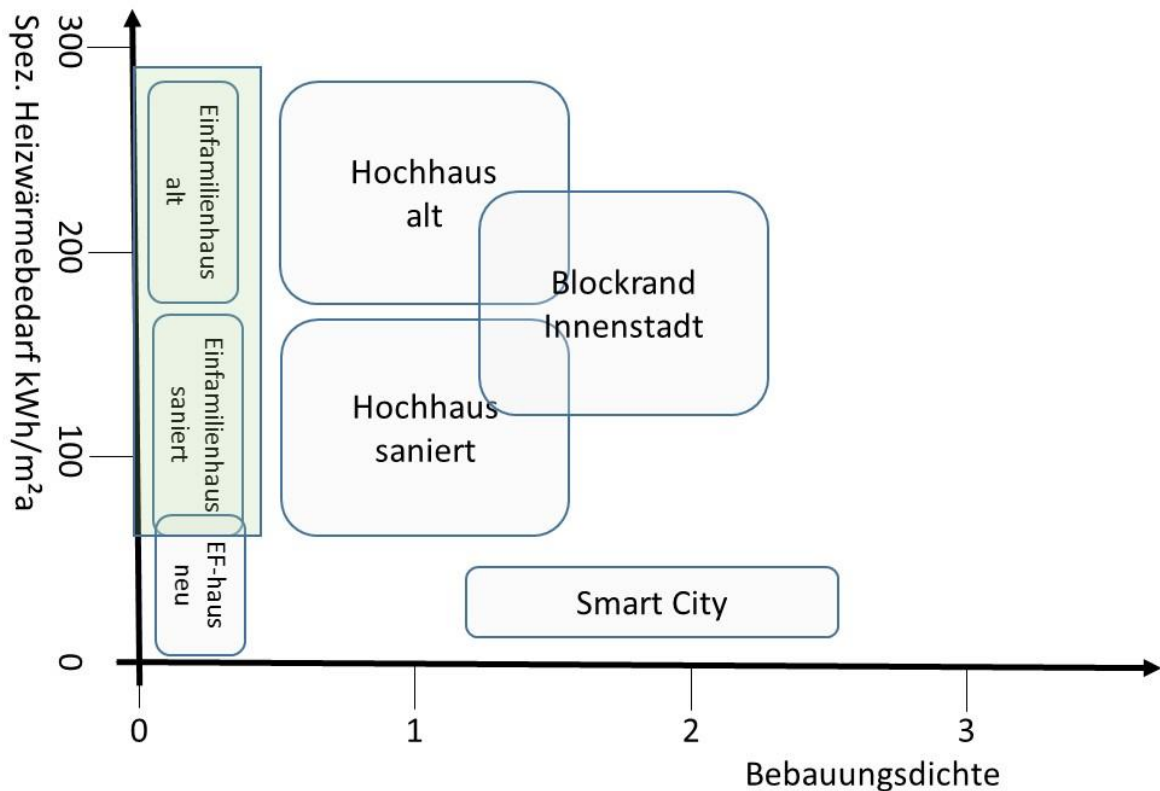 Spez. Heizwärmebedarf kWh/m²a
300
200
100
0
Einfamilienhaus
alt
Einfamilienhaus
saniert
EF-haus
neu
Hochhaus
alt
Hochhaus
saniert
Blockrand
Innenstadt
Smart City
0
1
2
3
Bebauungsdichte